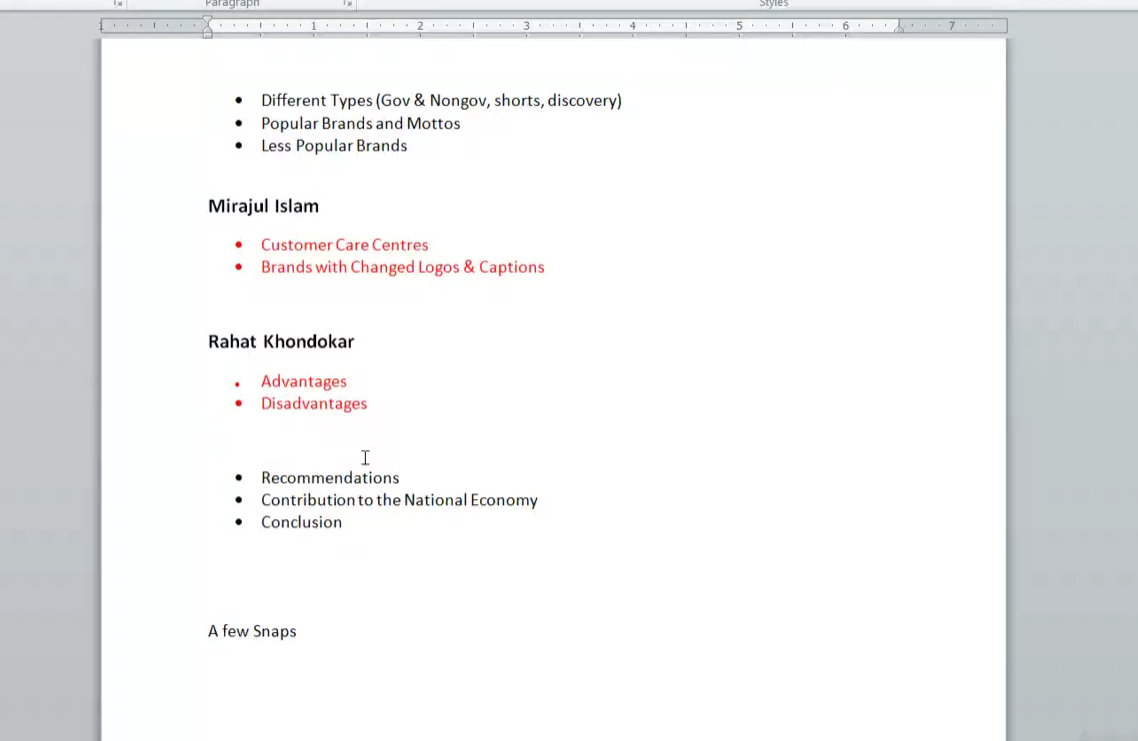 Paragraph
Styles
1 1 2 3 4 5 6 7
• Different Types (Gov & Nongov, shorts, discovery)
• Popular Brands and Mottos
• Less Popular Brands
Mirajul Islam
• Customer Care Centres
• Brands with Changed Logos & Captions
Rahat Khondokar
• Advantages
• Disadvantages
• Recommendations
• Contribution to the National Economy
• Conclusion
A few Snaps